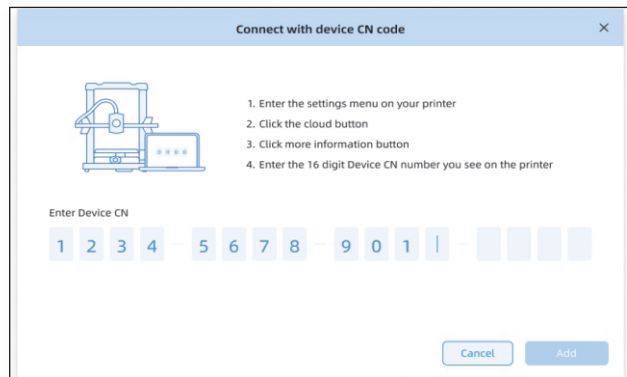 Connect with device CN code
1. Enter the settings menu on your printer
2. Click the cloud button
3. Click more information button
4. Enter the 16 digit Device CN number you see on the printer
Enter Device CN
1 2 3 4 – 5 6 7 8 – 9 0 1 –
Cancel Add